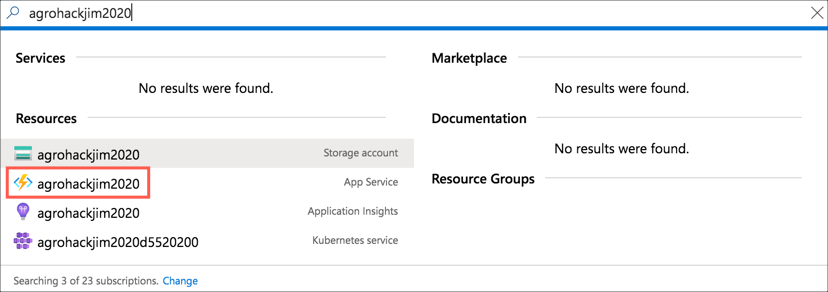 agrohackjim2020
Services
No results were found.
Resources
agrohackjim2020 Storage account
agrohackjim2020 App Service
agrohackjim2020 Application Insights
agrohackjim2020d5520200 Kubernetes service
Marketplace
No results were found.
Documentation
No results were found.
Resource Groups
Searching 3 of 23 subscriptions. Change